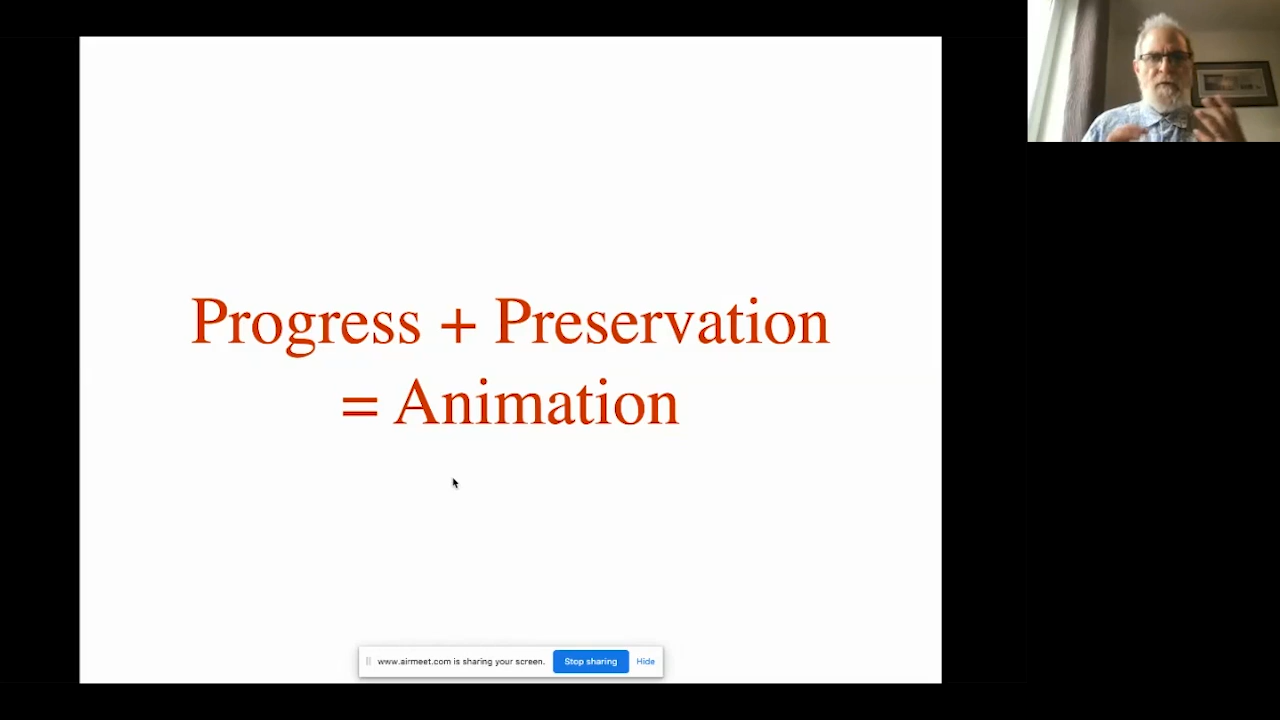 Progress + Preservation
= Animation
www.airmeet.com is sharing your screen. Stop sharing Hide